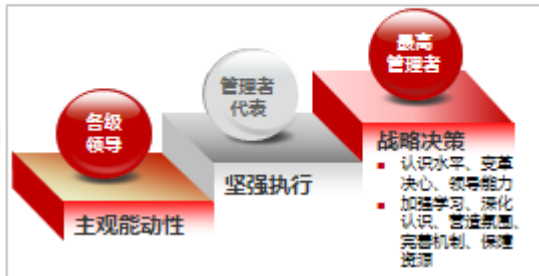 各级
领导
主观能动性
管理者
代表
坚强执行
最高
管理者
战略决策
▪ 认识水平、变革
决心、领导能力
▪ 加强学习、深化
认识、营造氛围、
完善机制、保障
资源